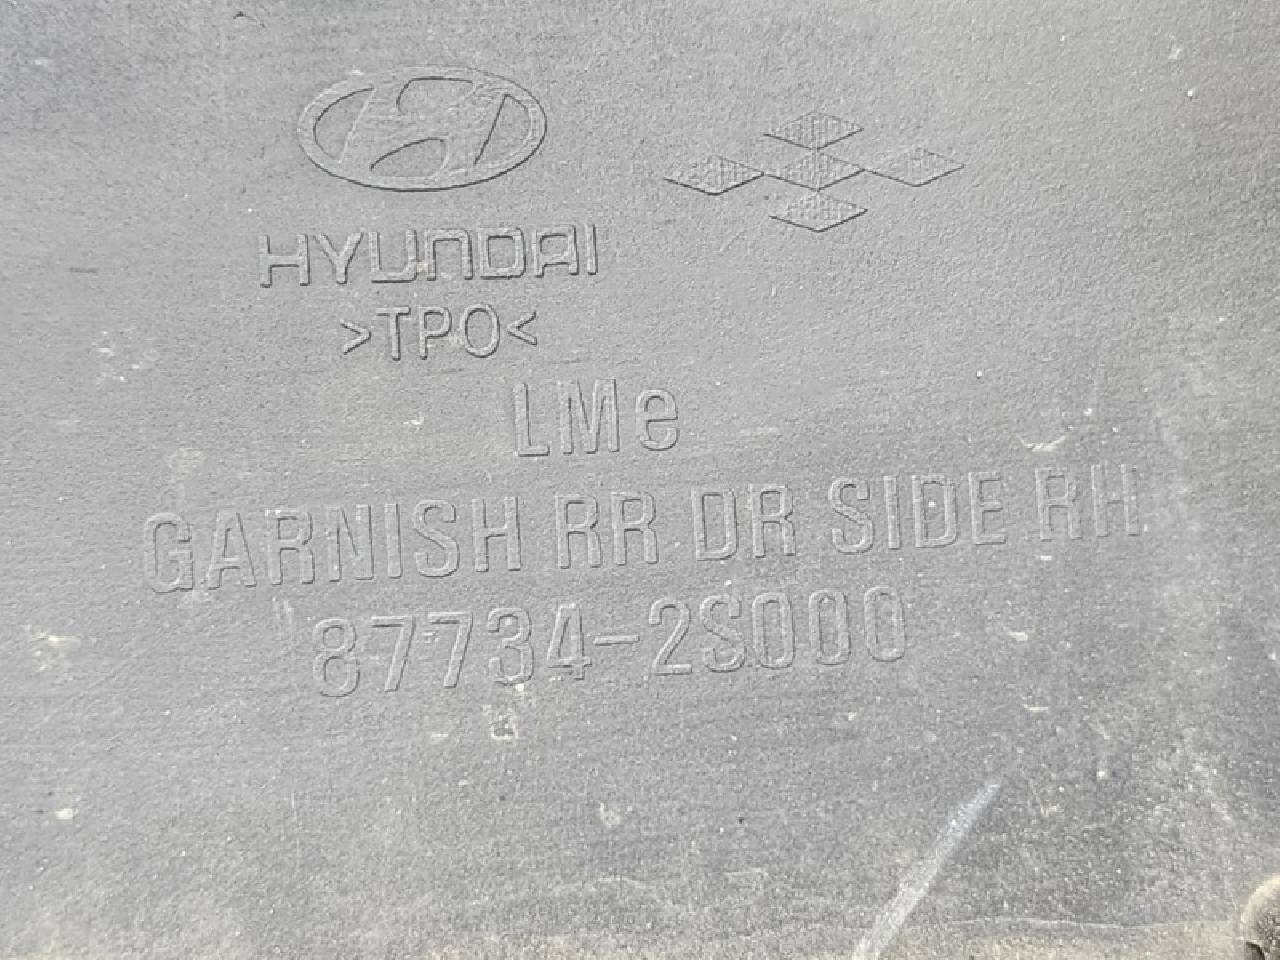 HYUNDAI
>TPO<
LMe
GARNISH RR DR SIDE RH
87734-2S000